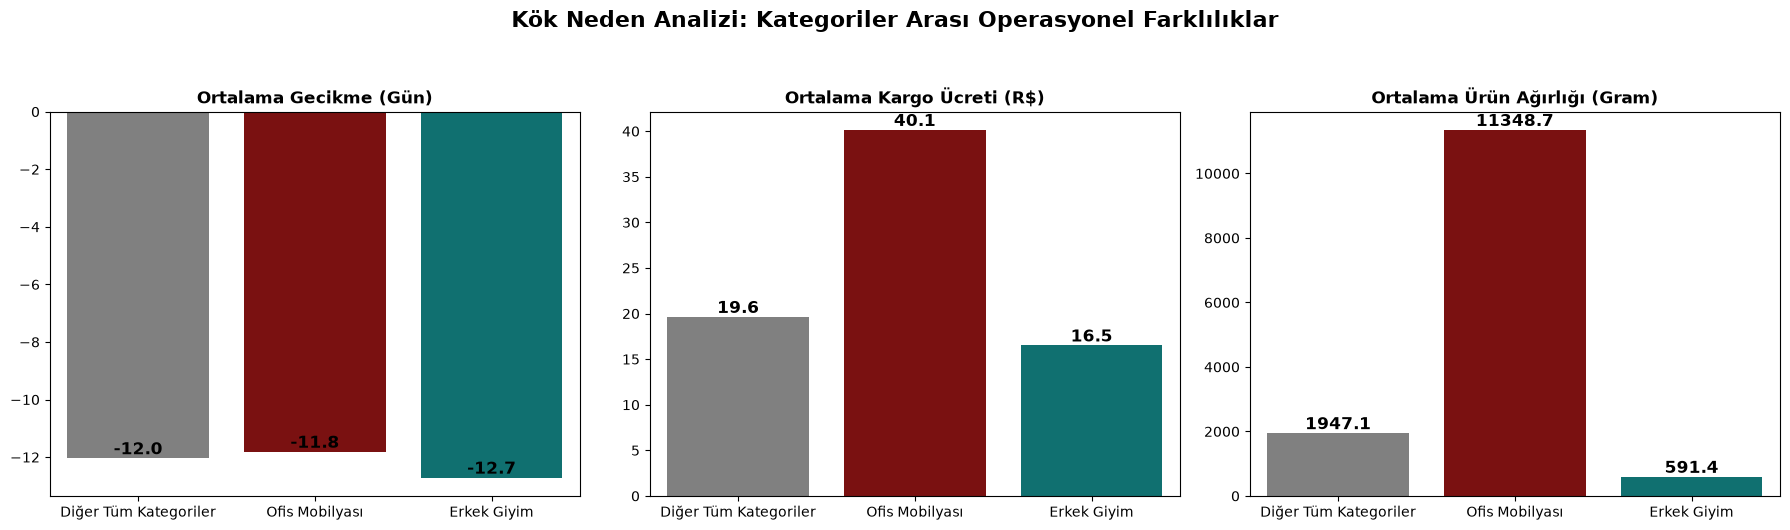 Kök Neden Analizi: Kategoriler Arası Operasyonel Farklılıklar
Ortalama Gecikme (Gün)
0
−2
−4
−6
−8
−10
−12
-12.0
-11.8
-12.7
Diğer Tüm Kategoriler
Ofis Mobilyası
Erkek Giyim
Ortalama Kargo Ücreti (R$)
40
35
30
25
20
15
10
5
0
19.6
40.1
16.5
Diğer Tüm Kategoriler
Ofis Mobilyası
Erkek Giyim
Ortalama Ürün Ağırlığı (Gram)
10000
8000
6000
4000
2000
0
1947.1
11348.7
591.4
Diğer Tüm Kategoriler
Ofis Mobilyası
Erkek Giyim